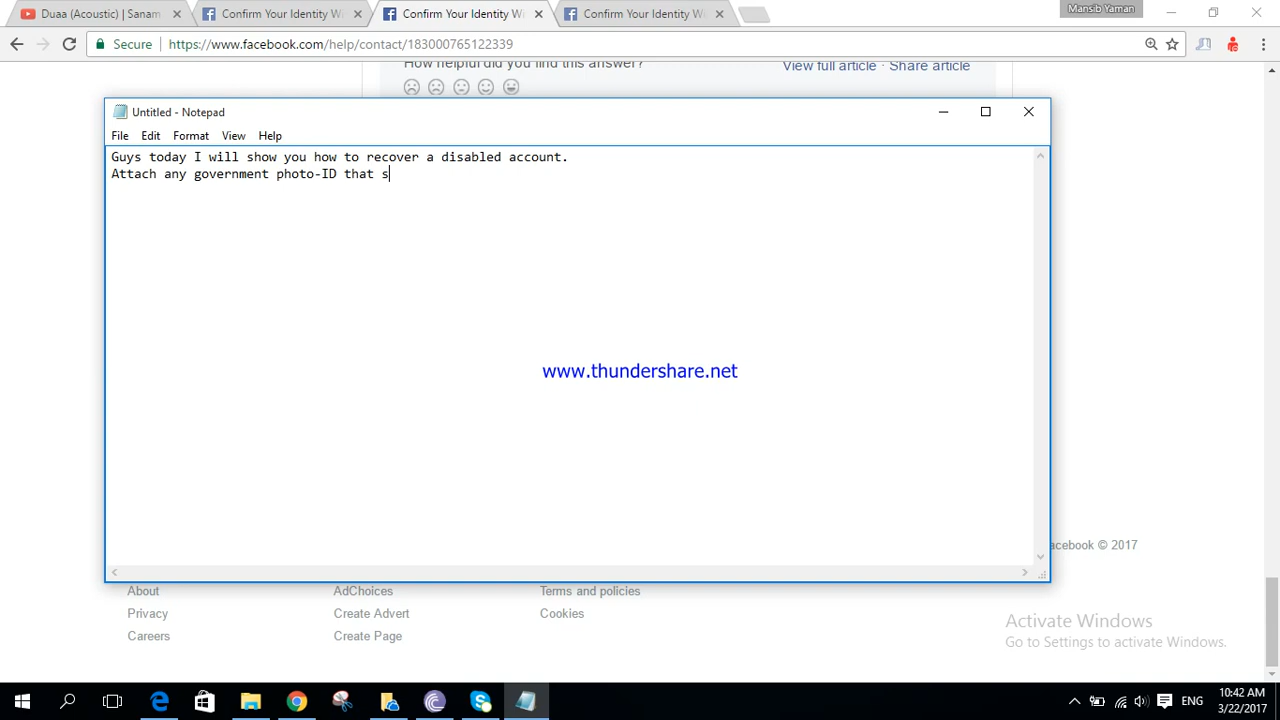 Duaa (Acoustic) | Sanam
Confirm Your Identity W
Confirm Your Identity W
Confirm Your Identity W
Mansib Yaman
Secure
https://www.facebook.com/help/contact/183000765122339
How helpful did you find this answer?
View full article · Share article
Untitled - Notepad
File Edit Format View Help
Guys today I will show you how to recover a disabled account.
Attach any government photo-ID that s
www.thundershare.net
acebook © 2017
About AdChoices Terms and policies
Privacy Create Advert Cookies
Careers Create Page
Activate Windows
Go to Settings to activate Windows.
ENG
10:42 AM
3/22/2017